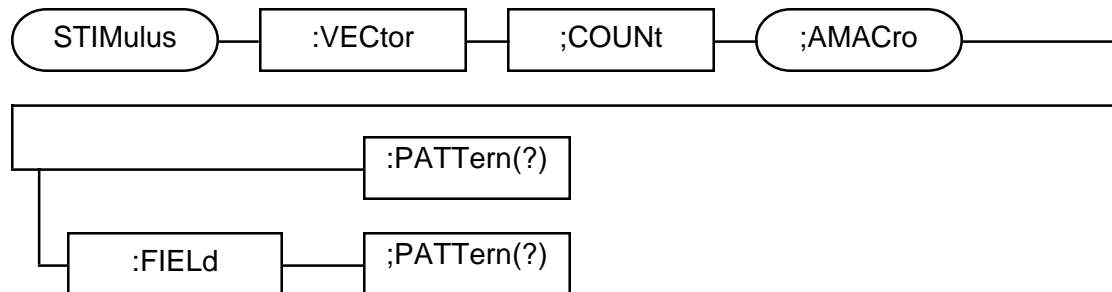 STIMulus :VECtor ;COUNt ;AMACro
:PATTern(?)
:FIELd ;PATTern(?)